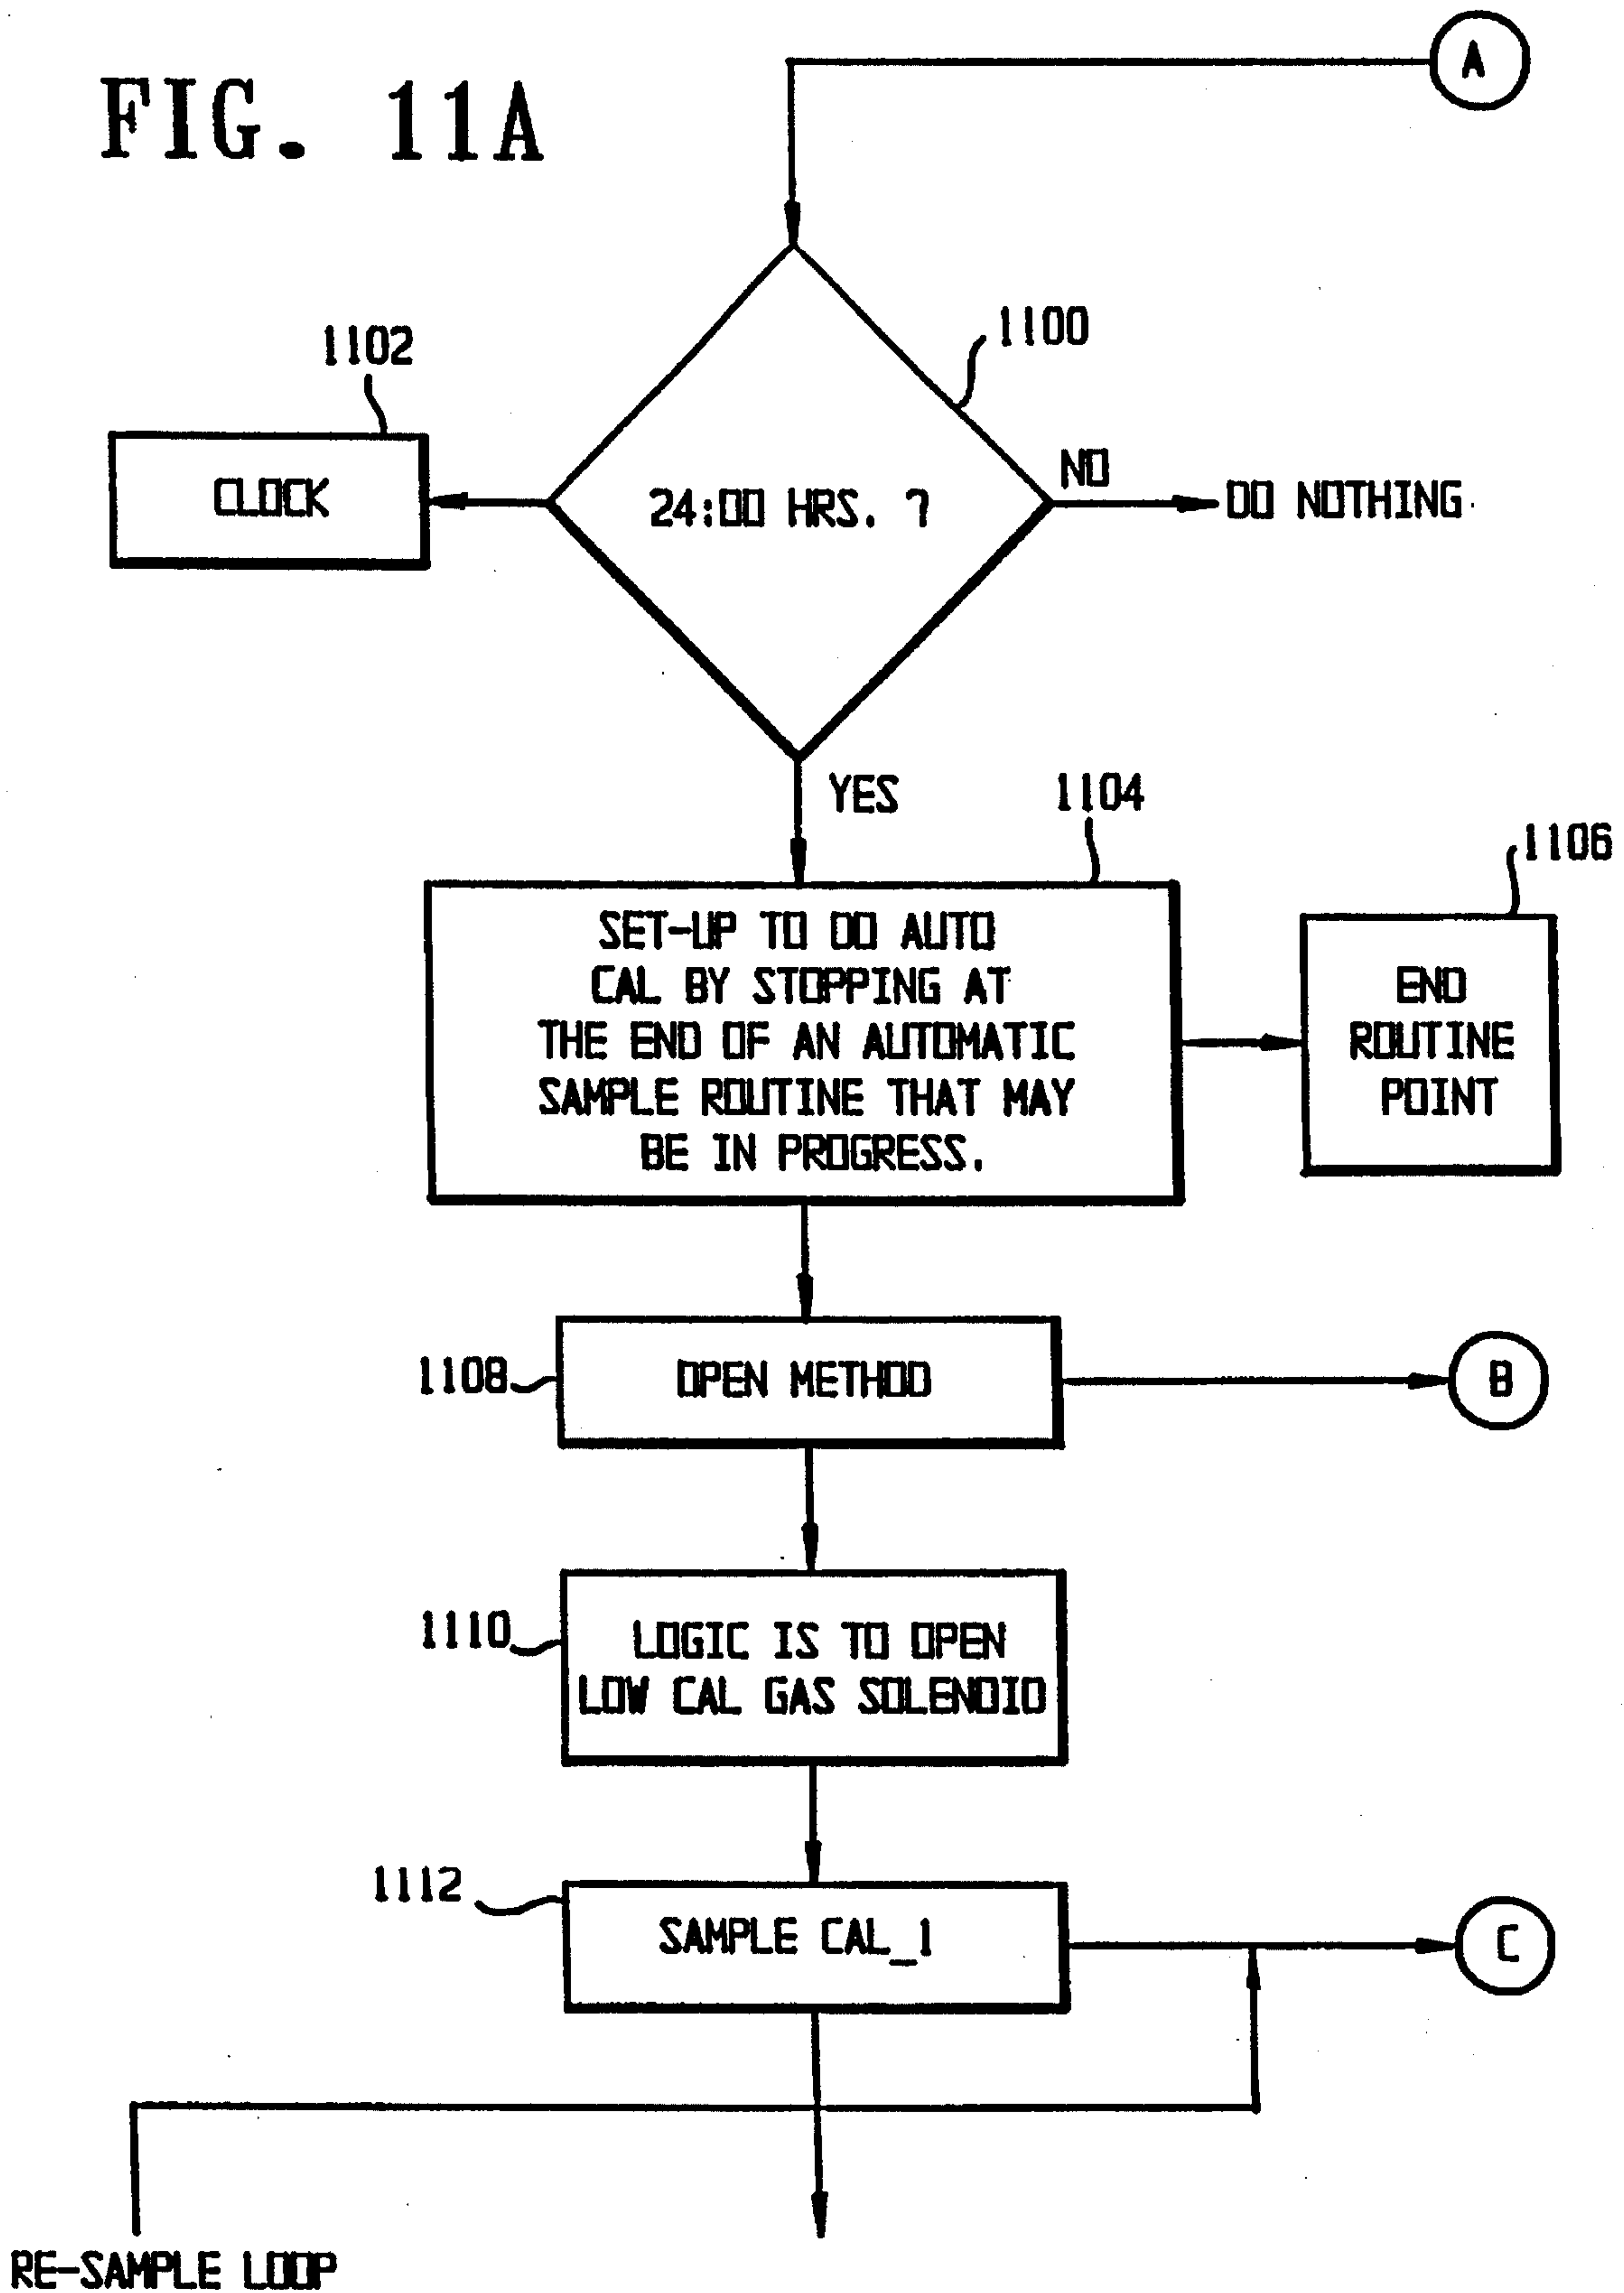 FIG. 11A
A
1102
1100
CLOCK
24:00 HRS. ?
NO
DO NOTHING
YES
1104
1106
SET-UP TO DO AUTO
CAL BY STOPPING AT
THE END OF AN AUTOMATIC
SAMPLE ROUTINE THAT MAY
BE IN PROGRESS.
END
ROUTINE
POINT
1108
OPEN METHOD
B
1110
LOGIC IS TO OPEN
LOW CAL GAS SOLENOID
1112
SAMPLE CAL_1
C
RE-SAMPLE LOOP